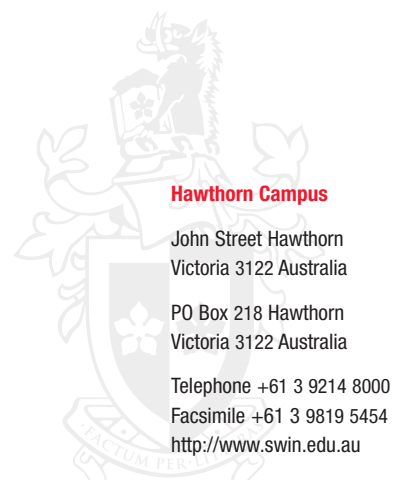 Hawthorn Campus
John Street Hawthorn
Victoria 3122 Australia
PO Box 218 Hawthorn
Victoria 3122 Australia
Telephone +61 3 9214 8000
Facsimile +61 3 9819 5454
http://www.swin.edu.au
FACTUM PER